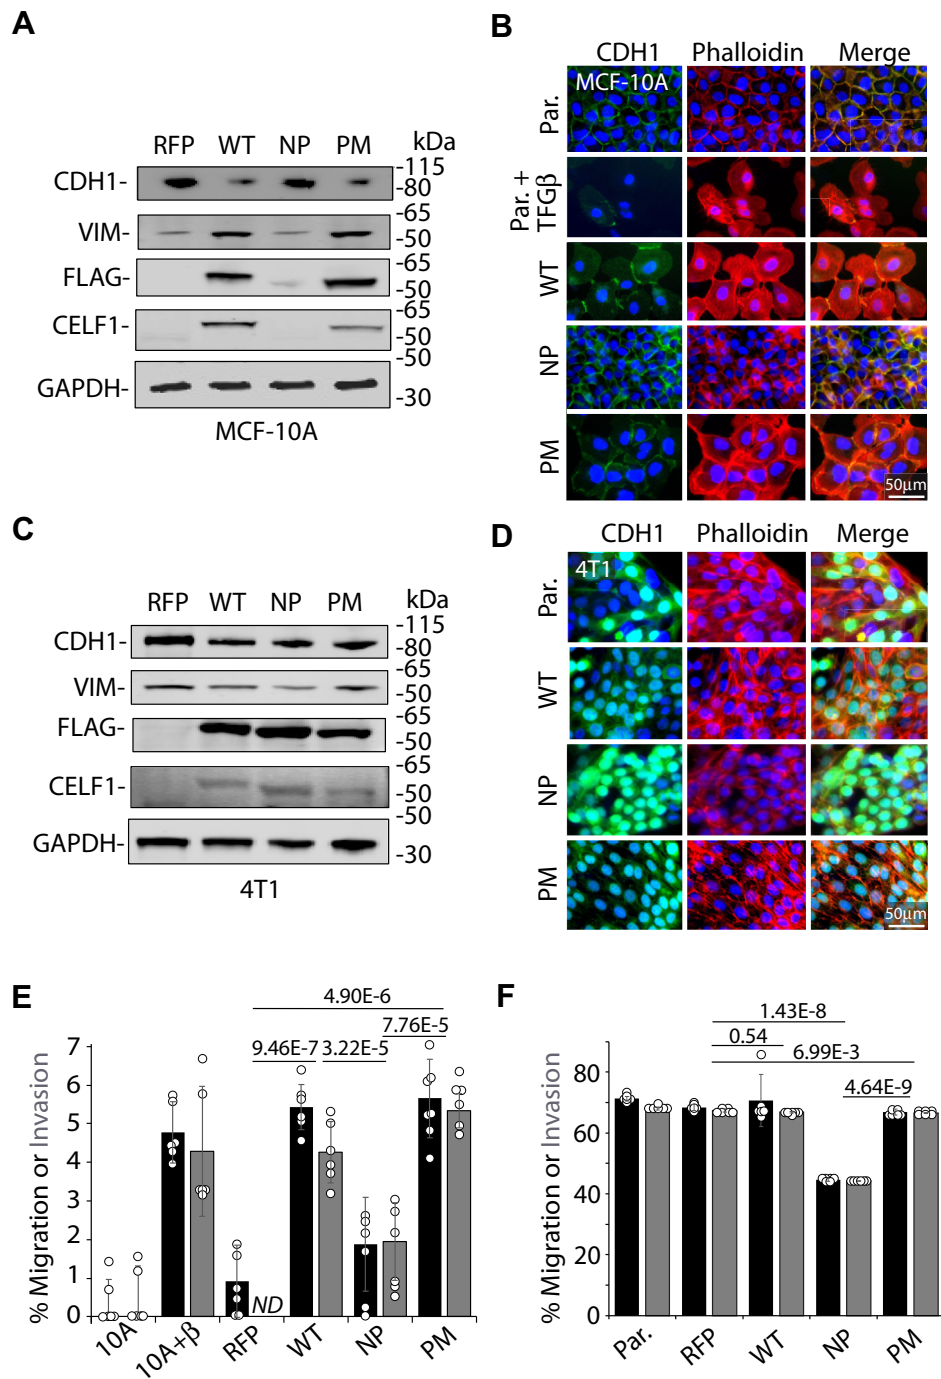 A
RFP WT NP PM kDa
CDH1-
-115
-80
VIM-
-65
-50
FLAG-
-65
-50
CELF1-
-65
-50
-50
GAPDH-
-30
MCF-10A
B
CDH1 Phalloidin Merge
MCF-10A
Par.
Par. +
TFGβ
WT
NP
PM
50μm
C
RFP WT NP PM kDa
CDH1-
-115
-80
VIM-
-65
-50
FLAG-
-65
-50
CELF1-
-65
-50
-50
GAPDH-
-30
4T1
D
CDH1 Phalloidin Merge
4T1
Par.
WT
NP
PM
50μm
E
% Migration or Invasion
7
6
5
4
3
2
1
0
4.90E-6
7.76E-5
9.46E-7 3.22E-5
ND
10A 10A+β RFP WT NP PM
F
% Migration or Invasion
80
60
40
20
0
1.43E-8
0.54
6.99E-3
4.64E-9
Par. RFP WT NP PM